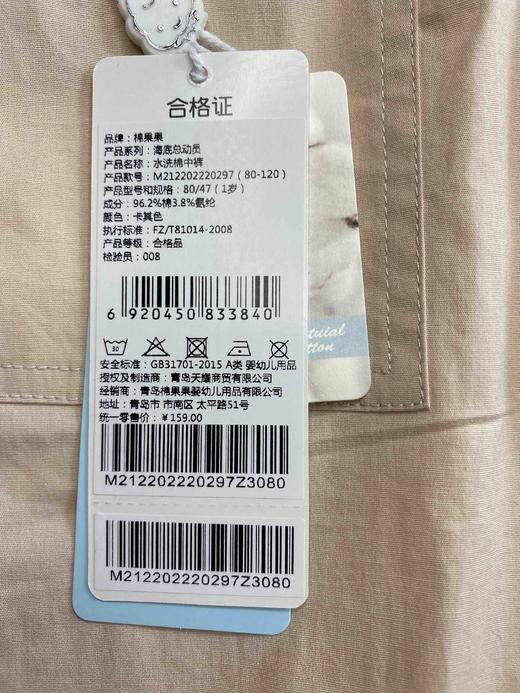 合格证
品牌：棉果果
产品系列：海底总动员
产品名称：水洗棉中裤
产品款号：M212202220297（80-120）
产品型号和规格：80/47（1岁）
成分：96.2%棉3.8%氨纶
颜色：卡其色
执行标准：FZ/T81014-2008
产品等级：合格品
检验员：008
6 920450 833840
30
安全标准：GB31701-2015 A类 婴幼儿用品
授权及制造商：青岛天耀商贸有限公司
经销商：青岛棉果果婴幼儿用品有限公司
地址：青岛市 市南区 太平路51号
统一零售价：￥159.00
M212202220297Z3080
M212202220297Z3080